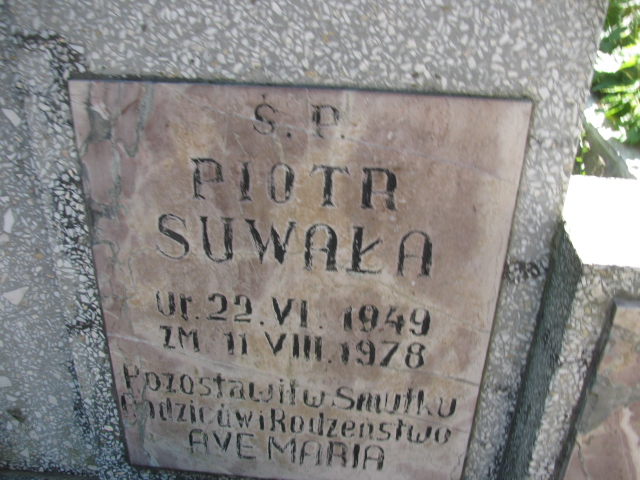 Ś. P.
PIOTR
SUWAŁA
Ur. 22. VI. 1949
ZM 11 VIII. 1978
Pozostawił w Smutku
Rodziców i Rodzeństwo
AVE MARIA